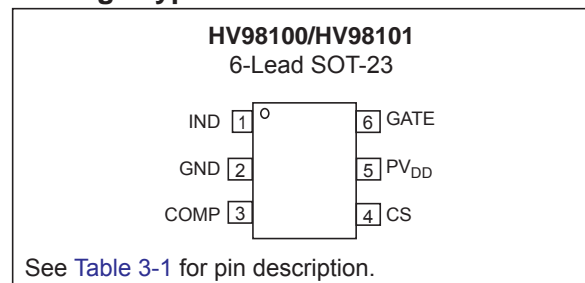 HV98100/HV98101
6-Lead SOT-23
IND 1 6 GATE
GND 2 5 PVDD
COMP 3 4 CS
See Table 3-1 for pin description.